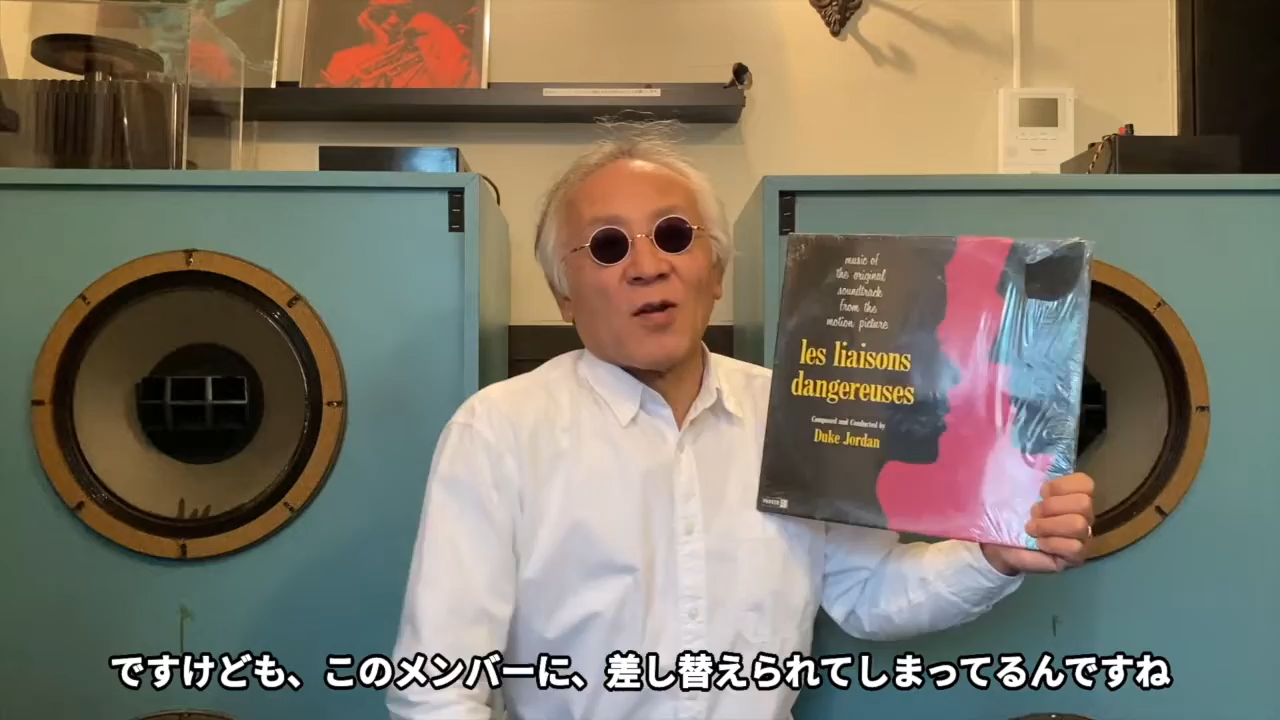 music of
the original
soundtrack
from the
motion picture
les liaisons
dangereuses
Composed and Conducted by
Duke Jordan
ですけども、このメンバーに、差し替えられてしまってるんですね